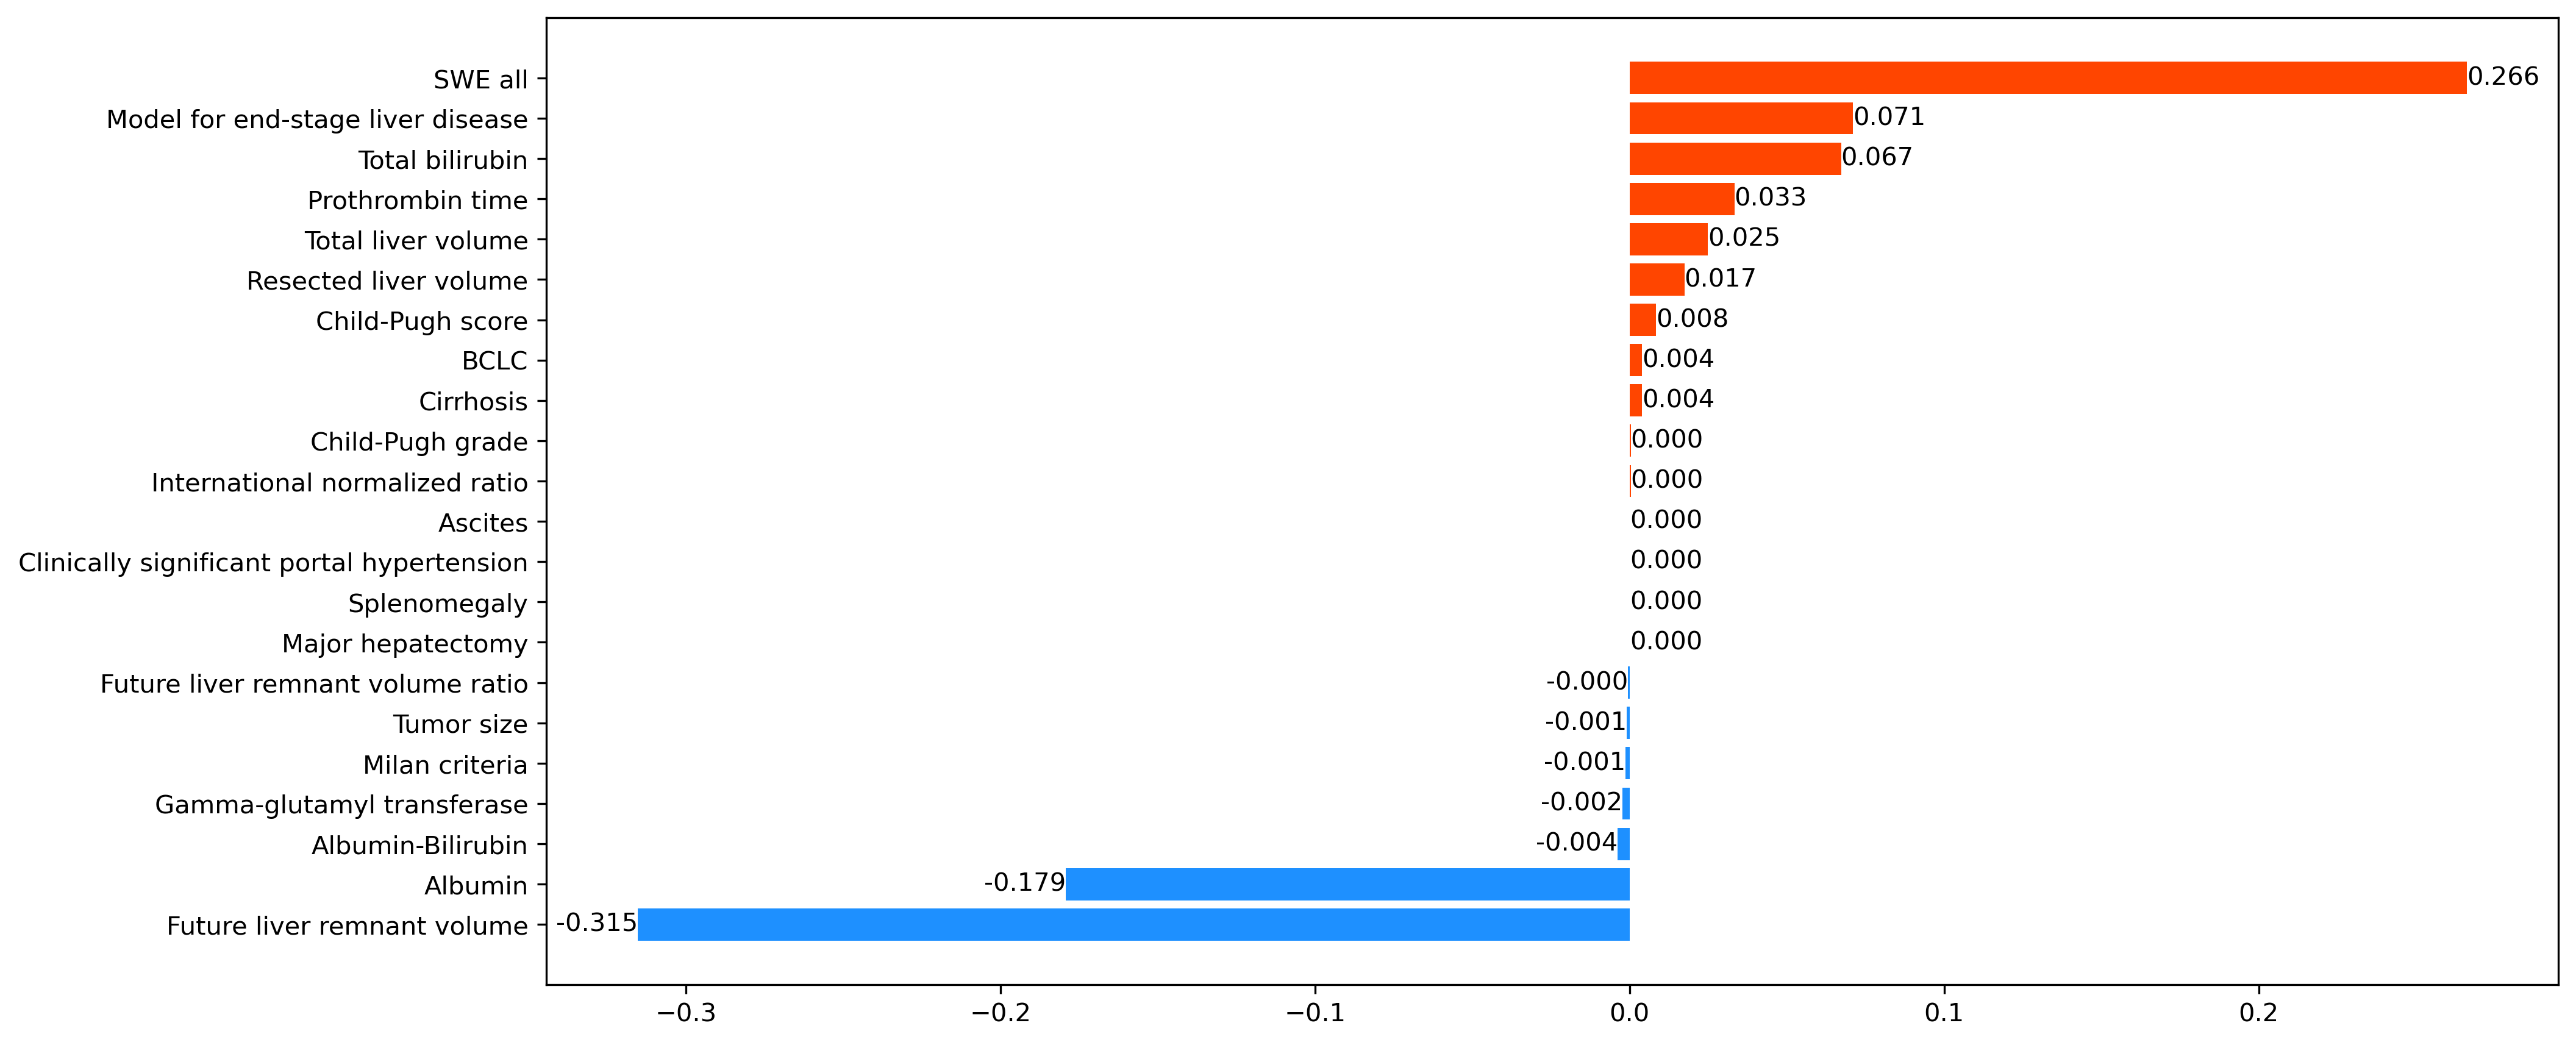 SWE all 0.266
Model for end-stage liver disease 0.071
Total bilirubin 0.067
Prothrombin time 0.033
Total liver volume 0.025
Resected liver volume 0.017
Child-Pugh score 0.008
BCLC 0.004
Cirrhosis 0.004
Child-Pugh grade 0.000
International normalized ratio 0.000
Ascites 0.000
Clinically significant portal hypertension 0.000
Splenomegaly 0.000
Major hepatectomy 0.000
Future liver remnant volume ratio -0.000
Tumor size -0.001
Milan criteria -0.001
Gamma-glutamyl transferase -0.002
Albumin-Bilirubin -0.004
Albumin -0.179
Future liver remnant volume -0.315
−0.3 −0.2 −0.1 0.0 0.1 0.2